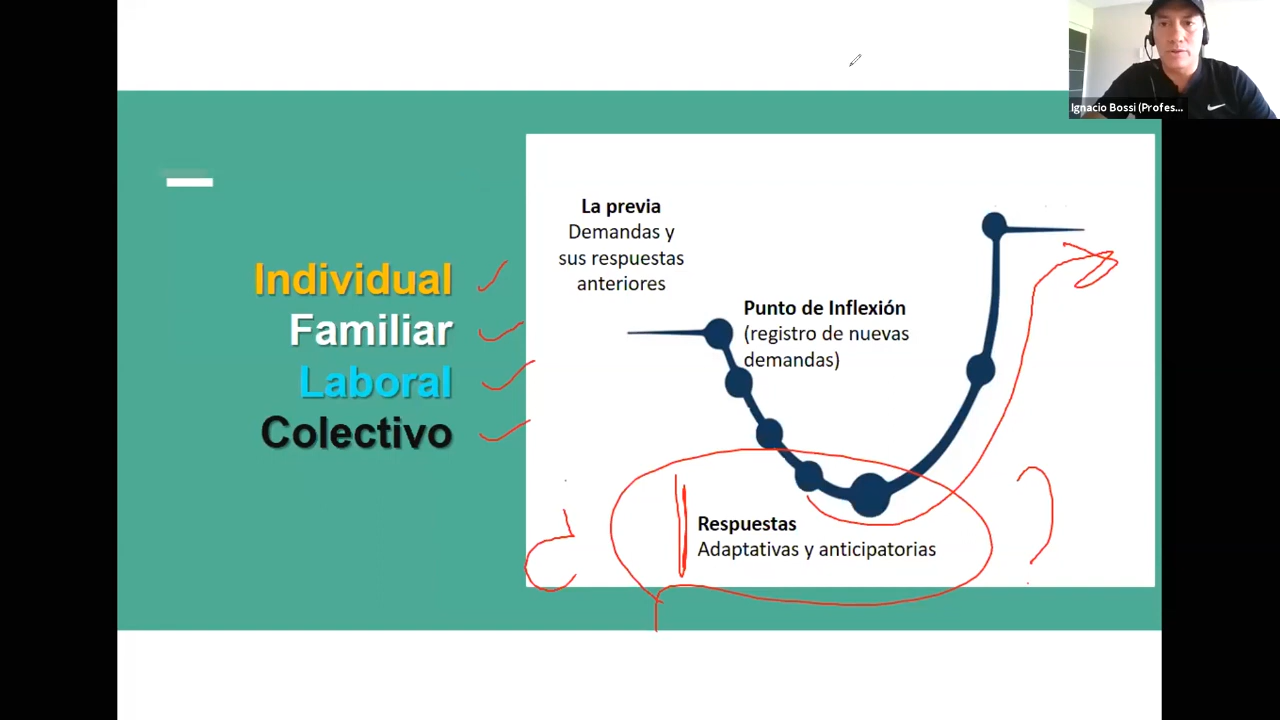 Ignacio Bossi (Profes...
La previa
Demandas y
sus respuestas
anteriores
Individual
Familiar
Laboral
Colectivo
Punto de Inflexión
(registro de nuevas
demandas)
Respuestas
Adaptativas y anticipatorias
¿ ?